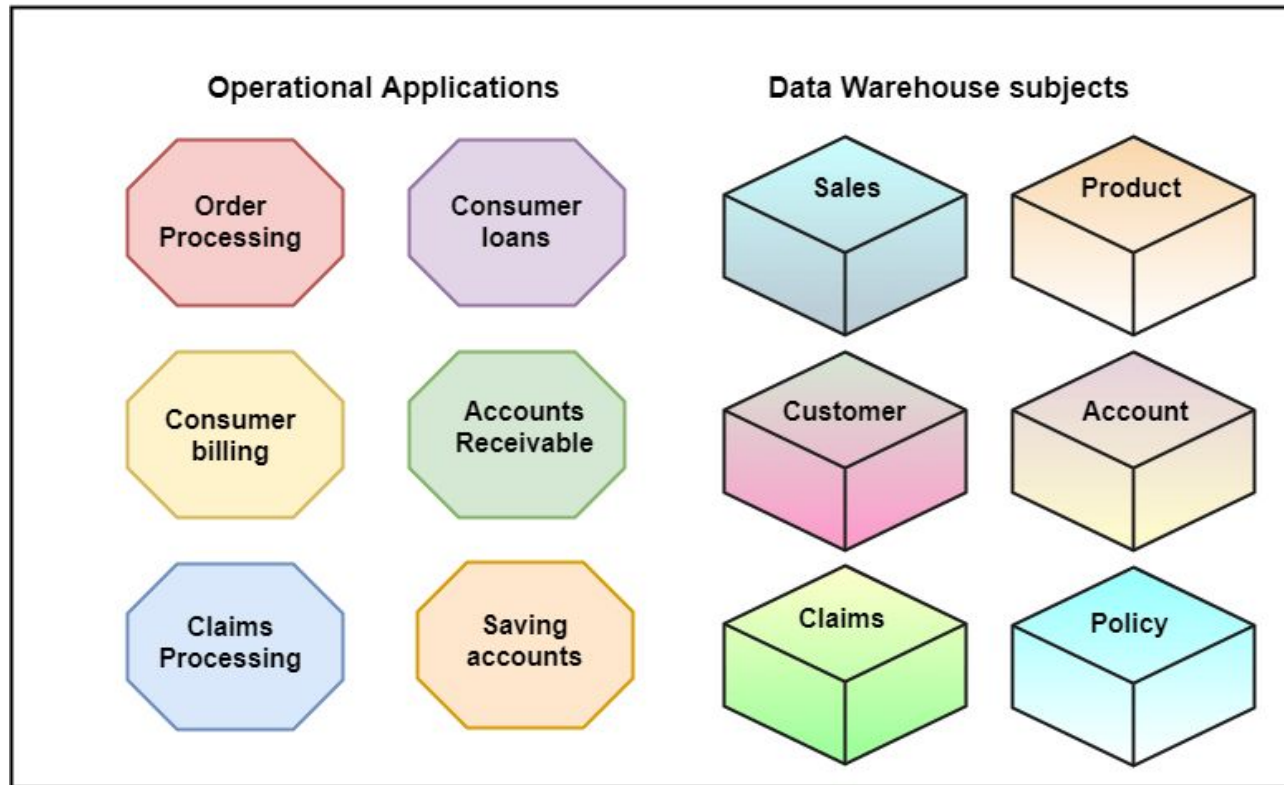 Operational Applications
Data Warehouse subjects
Order
Processing
Consumer
loans
Sales
Product
Consumer
billing
Accounts
Receivable
Customer
Account
Claims
Processing
Saving
accounts
Claims
Policy